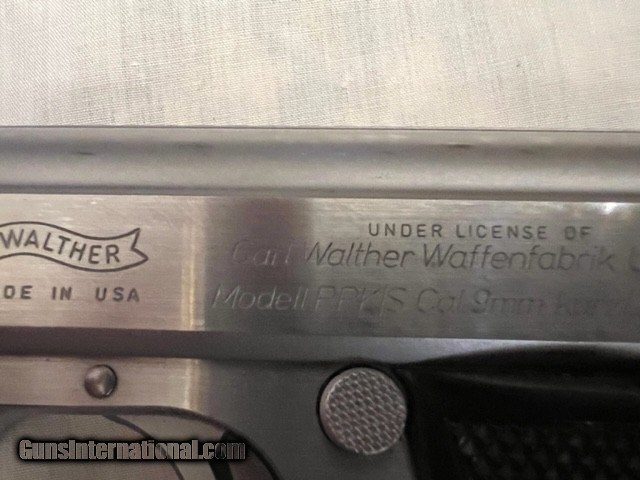 WALTHER
DE IN USA
UNDER LICENSE OF
Carl Walther Waffenfabrik
Modell PPK/S Cal. 9mm
GunsInternational.com